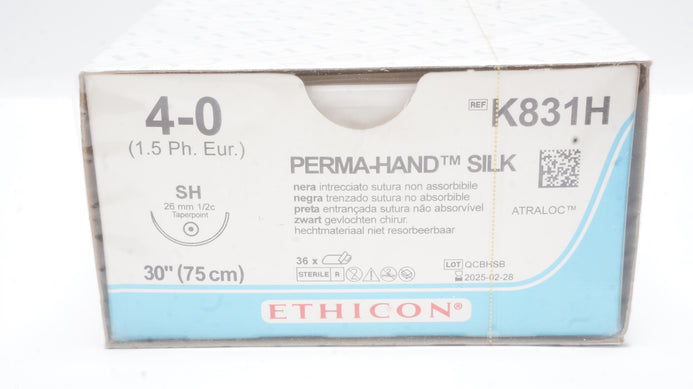 4-0
(1.5 Ph. Eur.)
REF K831H
SH
26 mm 1/2c
Taperpoint
30" (75 cm)
PERMA-HAND™ SILK
nera intrecciato sutura non assorbibile
negra trenzado sutura no absorbible
preta entrançada sutura não absorvível
zwart gevlochten chirur.
hechtmateriaal niet resorbeerbaar
ATRALOC™
36 x
STERILE R
LOT QCBHSB
2025-02-28
ETHICON®